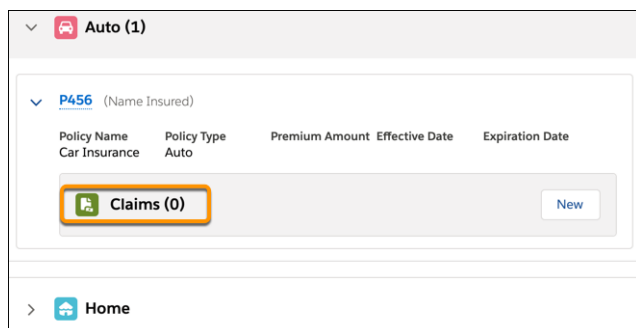 Auto (1)
P456 (Name Insured)
Policy Name Policy Type Premium Amount Effective Date Expiration Date
Car Insurance Auto
Claims (0) New
Home